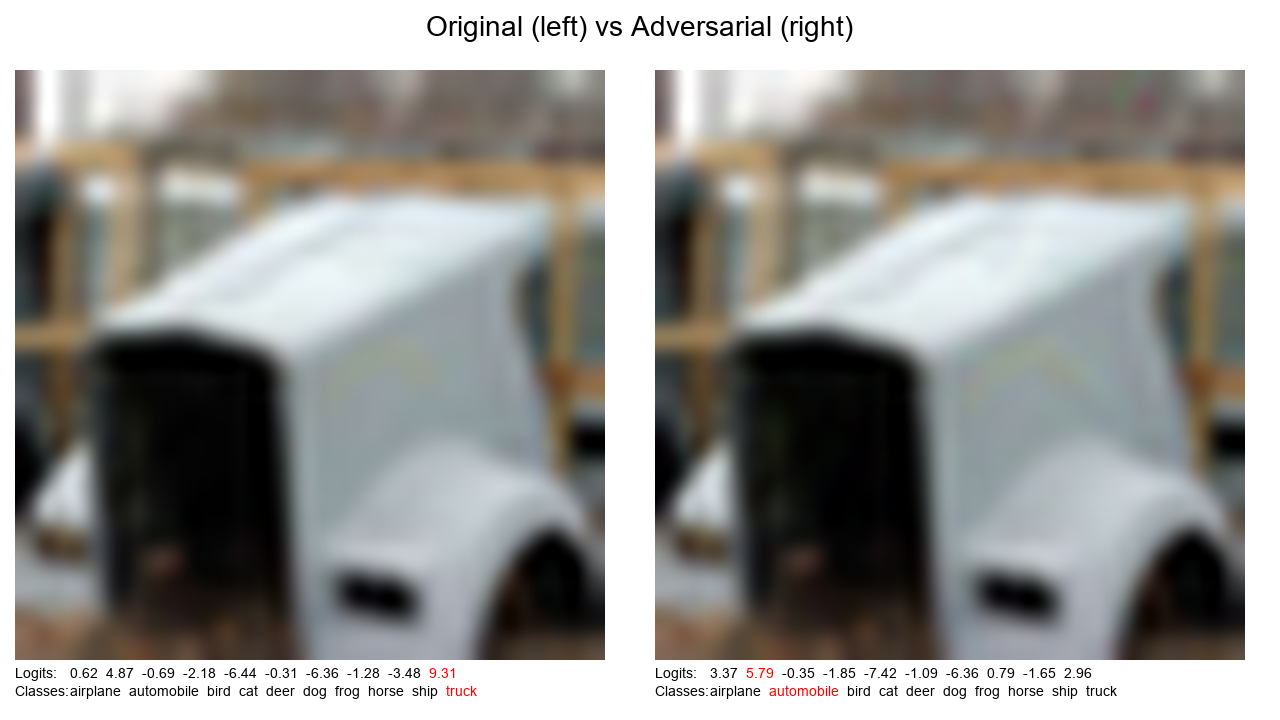 Original (left) vs Adversarial (right)
Logits: 0.62 4.87 -0.69 -2.18 -6.44 -0.31 -6.36 -1.28 -3.48 9.31
Classes: airplane automobile bird cat deer dog frog horse ship truck
Logits: 3.37 5.79 -0.35 -1.85 -7.42 -1.09 -6.36 0.79 -1.65 2.96
Classes: airplane automobile bird cat deer dog frog horse ship truck